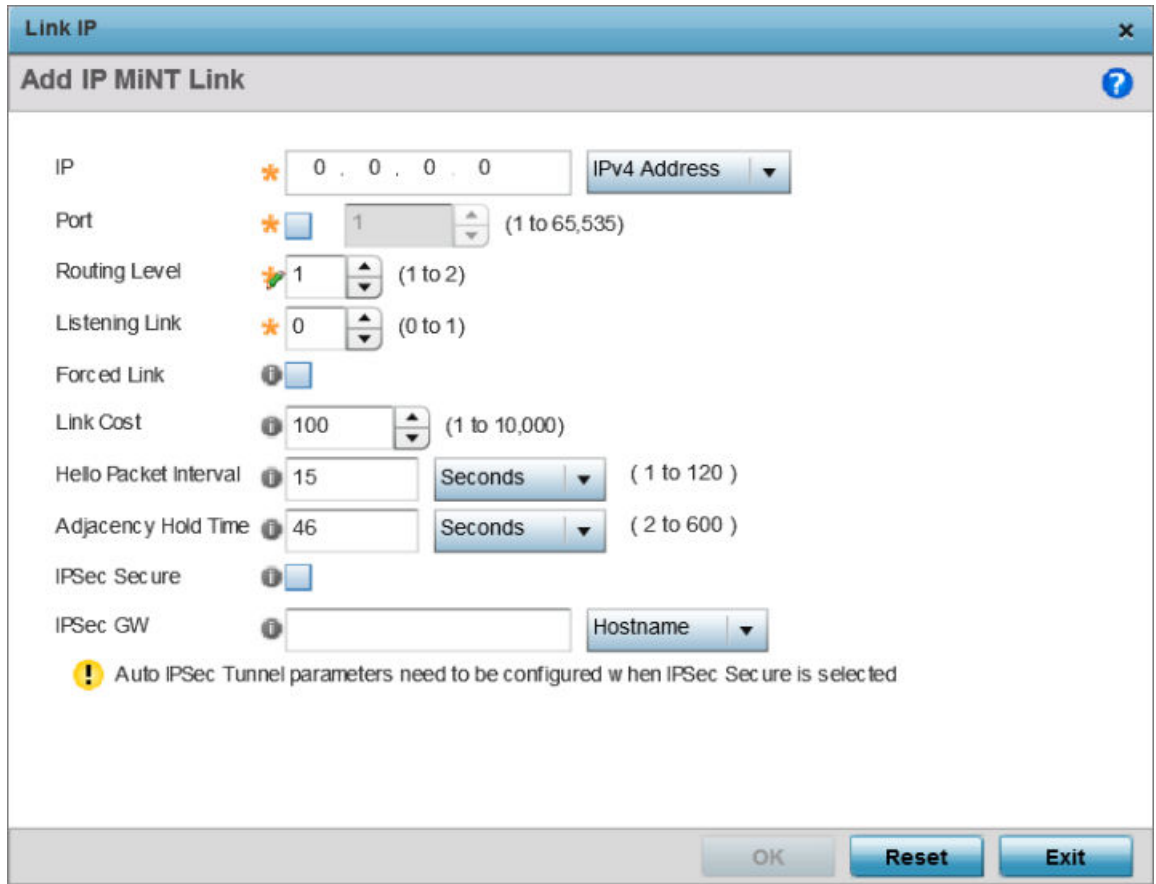 Link IP
Add IP MiNT Link
IP 0 . 0 . 0 . 0 IPv4 Address
Port 1 (1 to 65,535)
Routing Level 1 (1 to 2)
Listening Link 0 (0 to 1)
Forced Link
Link Cost 100 (1 to 10,000)
Hello Packet Interval 15 Seconds ( 1 to 120 )
Adjacency Hold Time 46 Seconds ( 2 to 600 )
IPSec Secure
IPSec GW Hostname
Auto IPSec Tunnel parameters need to be configured when IPSec Secure is selected
OK Reset Exit